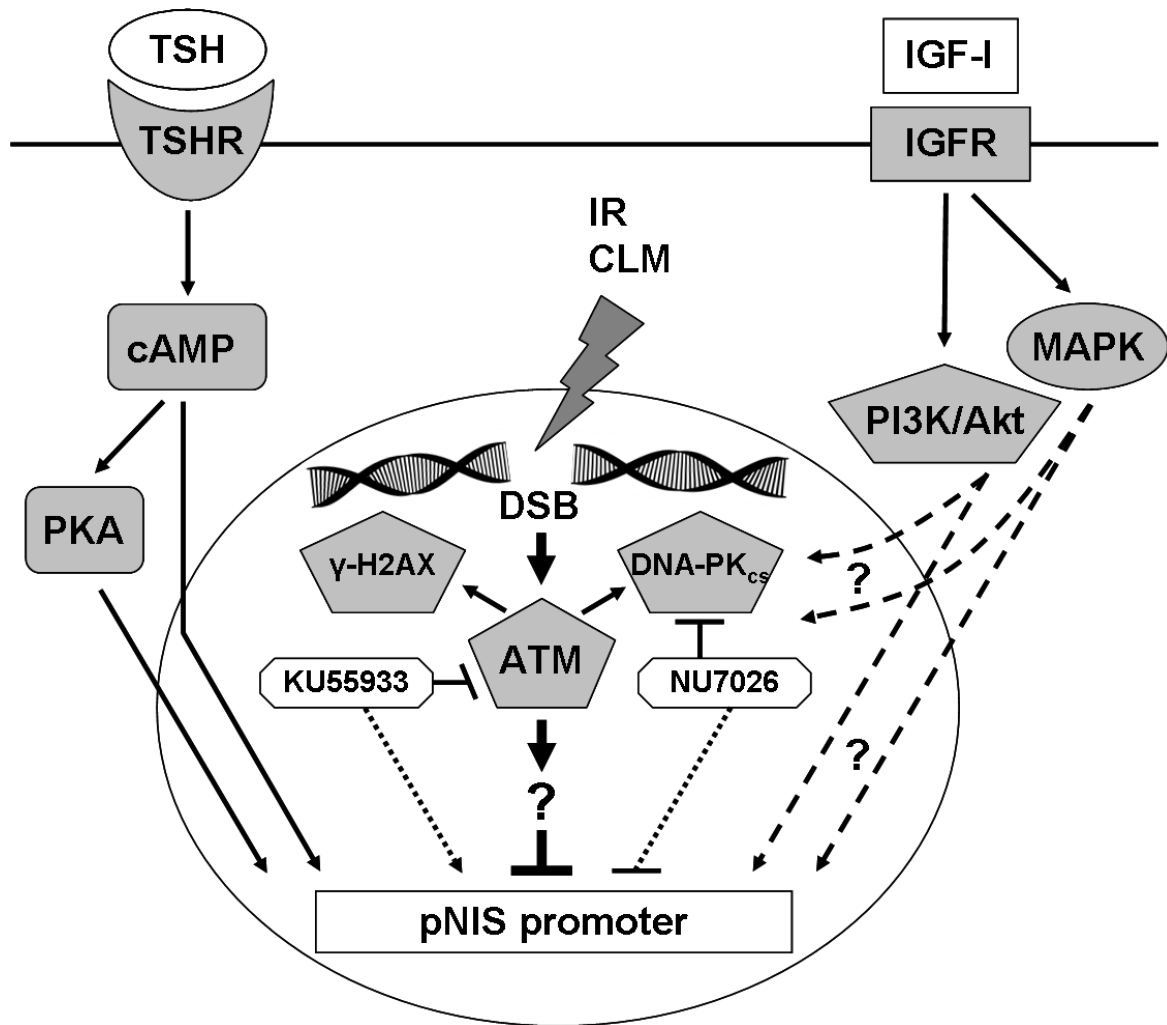 TSH
IGF-I
TSHR
IGFR
IR
CLM
cAMP
MAPK
PI3K/Akt
PKA
DSB
γ-H2AX
DNA-PKcs
?
ATM
KU55933
NU7026
?
?
pNIS promoter